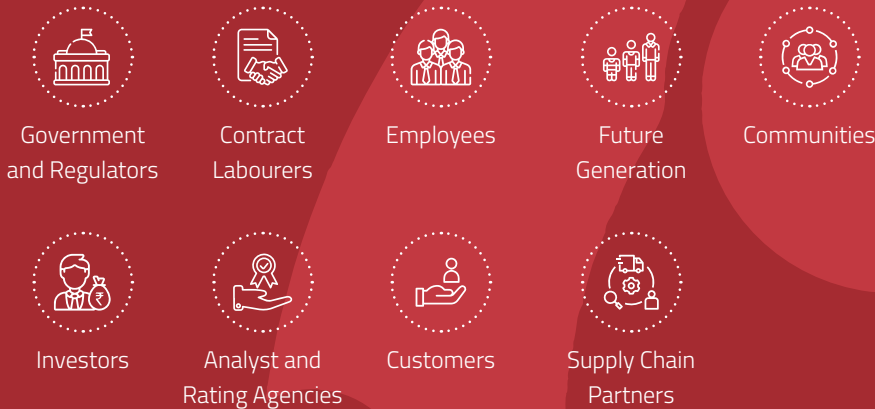 Government
and Regulators
Contract
Labourers
Employees
Future
Generation
Communities
₹
Investors
Analyst and
Rating Agencies
Customers
Supply Chain
Partners